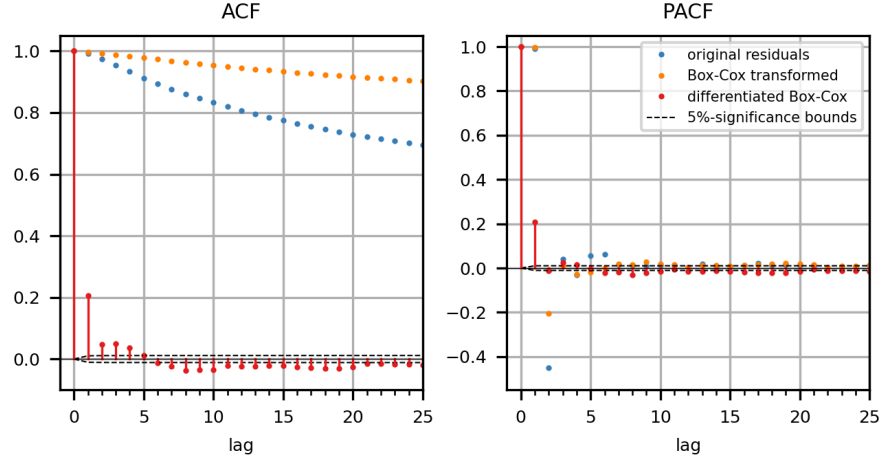 ACF
1.0
0.8
0.6
0.4
0.2
0.0
0 5 10 15 20 25
lag
PACF
original residuals
Box-Cox transformed
differentiated Box-Cox
5%-significance bounds
1.0
0.8
0.6
0.4
0.2
0.0
−0.2
−0.4
0 5 10 15 20 25
lag